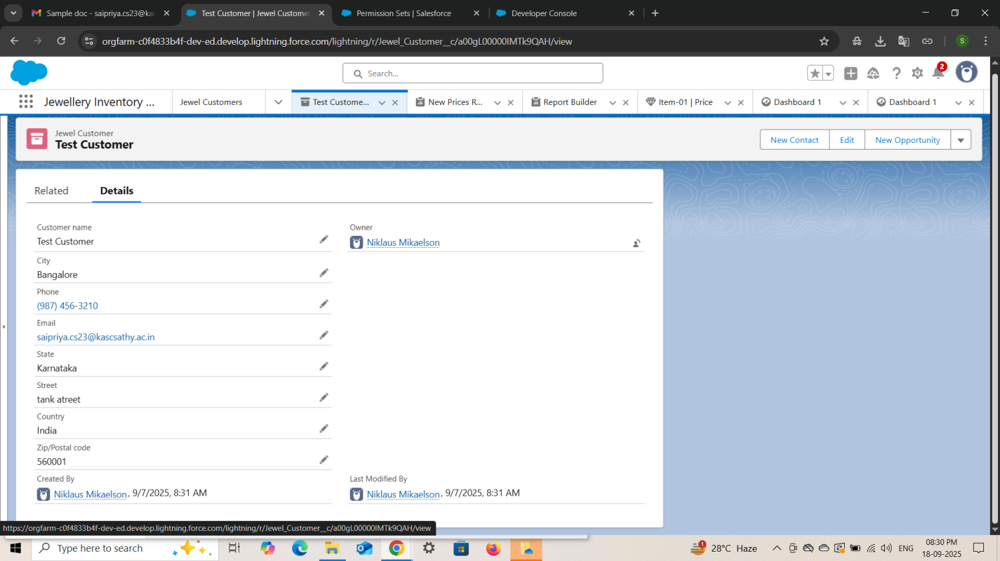 Sample doc - saipriya.cs23@kas
Test Customer | Jewel Customer
Permission Sets | Salesforce
Developer Console
orgfarm-c0f4833b4f-dev-ed.develop.lightning.force.com/lightning/r/Jewel_Customer__c/a00gL00000IMTk9QAH/view
S
Search...
2
Jewellery Inventory ...
Jewel Customers
Test Custome...
New Prices R...
Report Builder
Item-01 | Price
Dashboard 1
Dashboard 1
Jewel Customer
Test Customer
New Contact
Edit
New Opportunity
Related
Details
Customer name
Test Customer
Owner
Niklaus Mikaelson
City
Bangalore
Phone
(987) 456-3210
Email
saipriya.cs23@kascsathy.ac.in
State
Karnataka
Street
tank atreet
Country
India
Zip/Postal code
560001
Created By
Niklaus Mikaelson, 9/7/2025, 8:31 AM
Last Modified By
Niklaus Mikaelson, 9/7/2025, 8:31 AM
https://orgfarm-c0f4833b4f-dev-ed.develop.lightning.force.com/lightning/r/Jewel_Customer__c/a00gL00000IMTk9QAH/view
Type here to search
1
28°C Haze
ENG
08:30 PM
18-09-2025